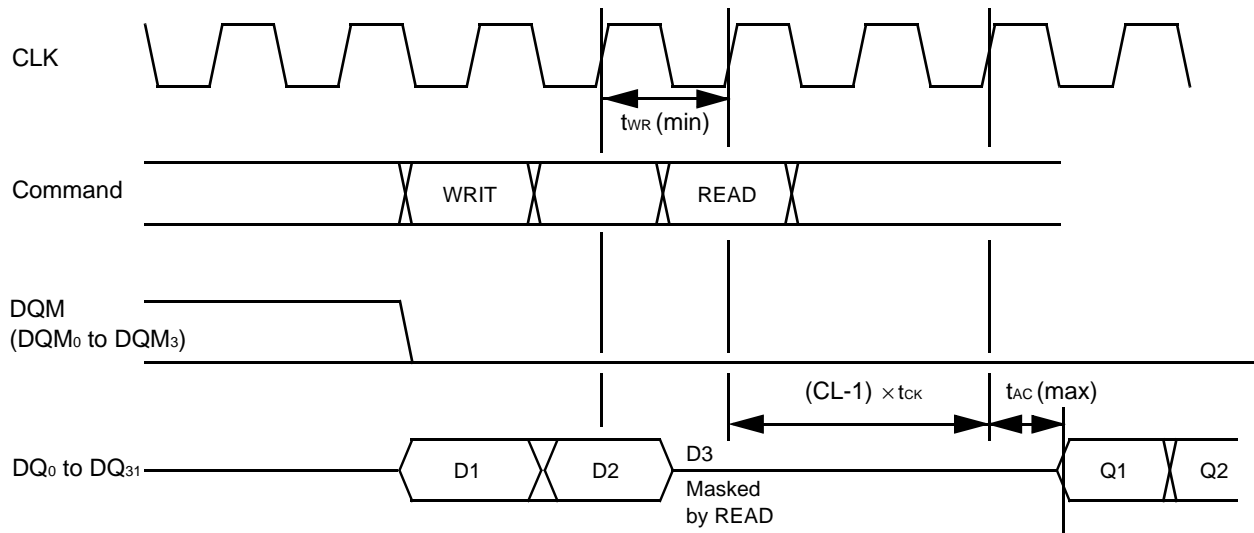 CLK
tWR (min)
Command
WRIT
READ
DQM
(DQM0 to DQM3)
(CL-1) × tCK
tAC (max)
DQ0 to DQ31
D1
D2
D3
Masked
by READ
Q1
Q2